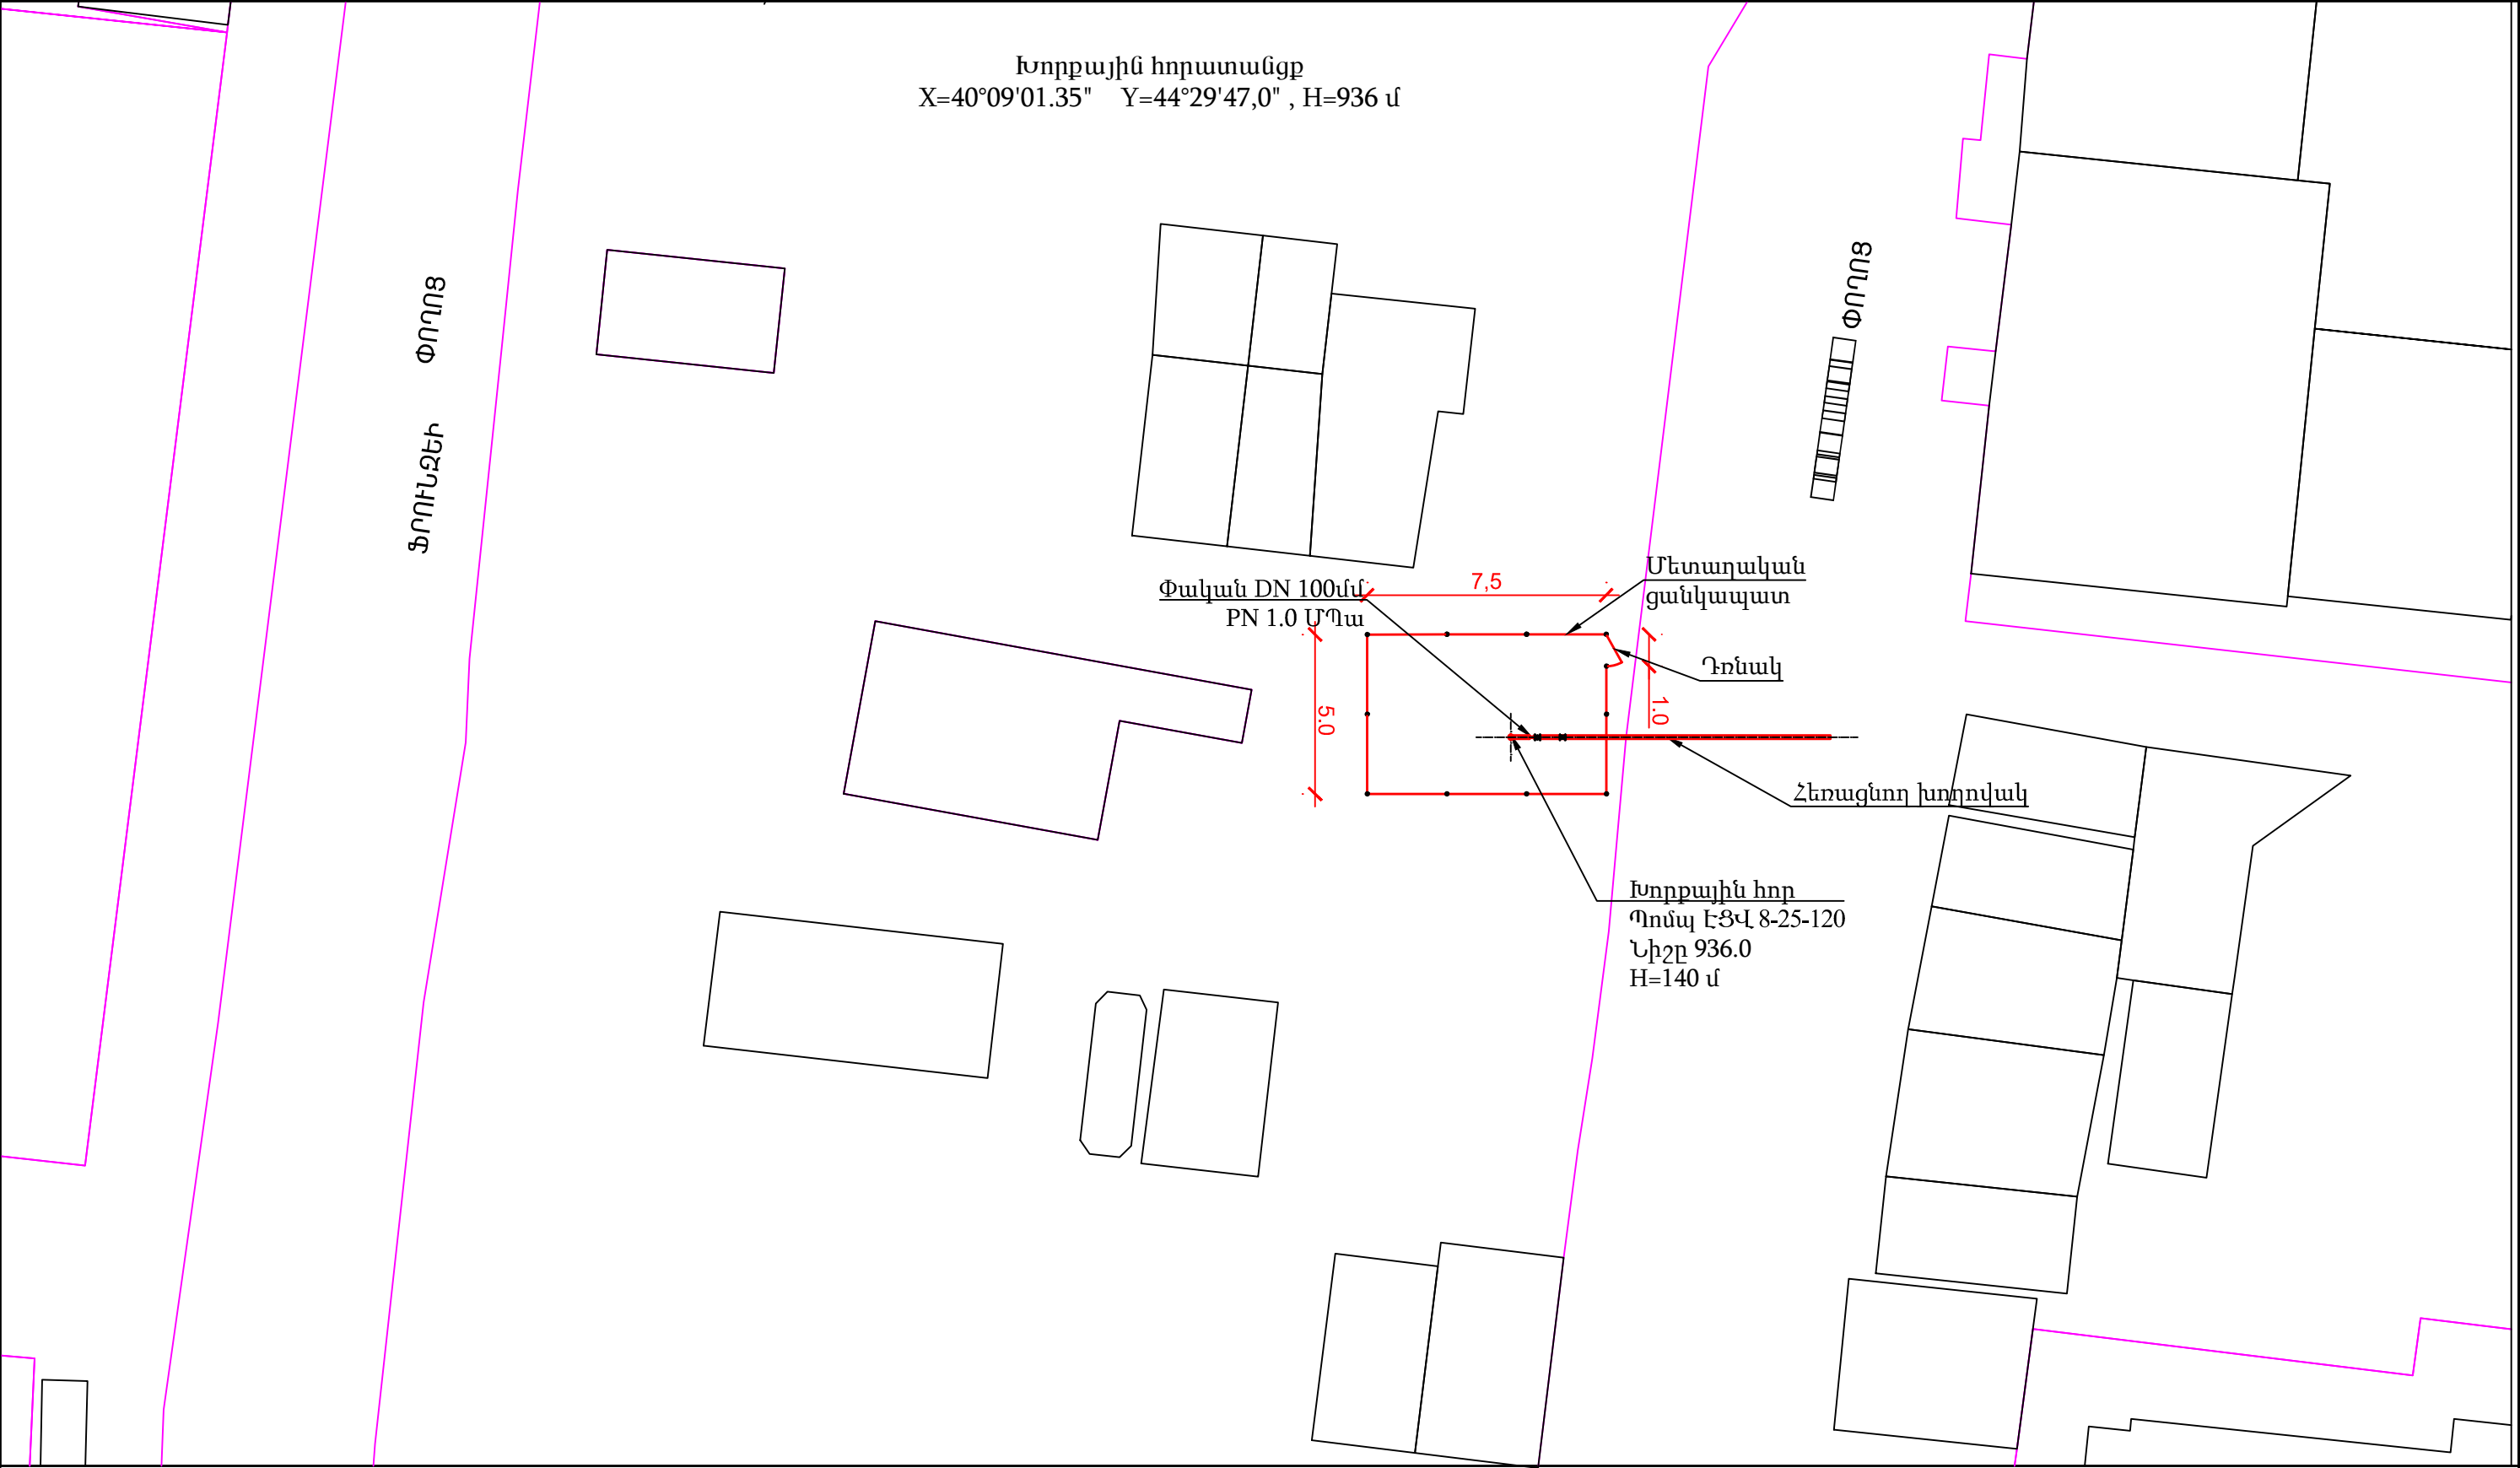 Խորքային հորատանցք
X=40°09'01.35" Y=44°29'47,0" , H=936 մ
ՖՐՈՒՆԶԵԻ ՓՈՂՈՑ
ՓՈՂՈՑ
Փական DN 100մմ
PN 1.0 ՄՊա
7,5
Մետաղական
ցանկապատ
Դռնակ
5.0
1.0
Հեռացնող խողովակ
Խորքային հոր
Պոմպ ԷՑՎ 8-25-120
Նիշը 936.0
H=140 մ